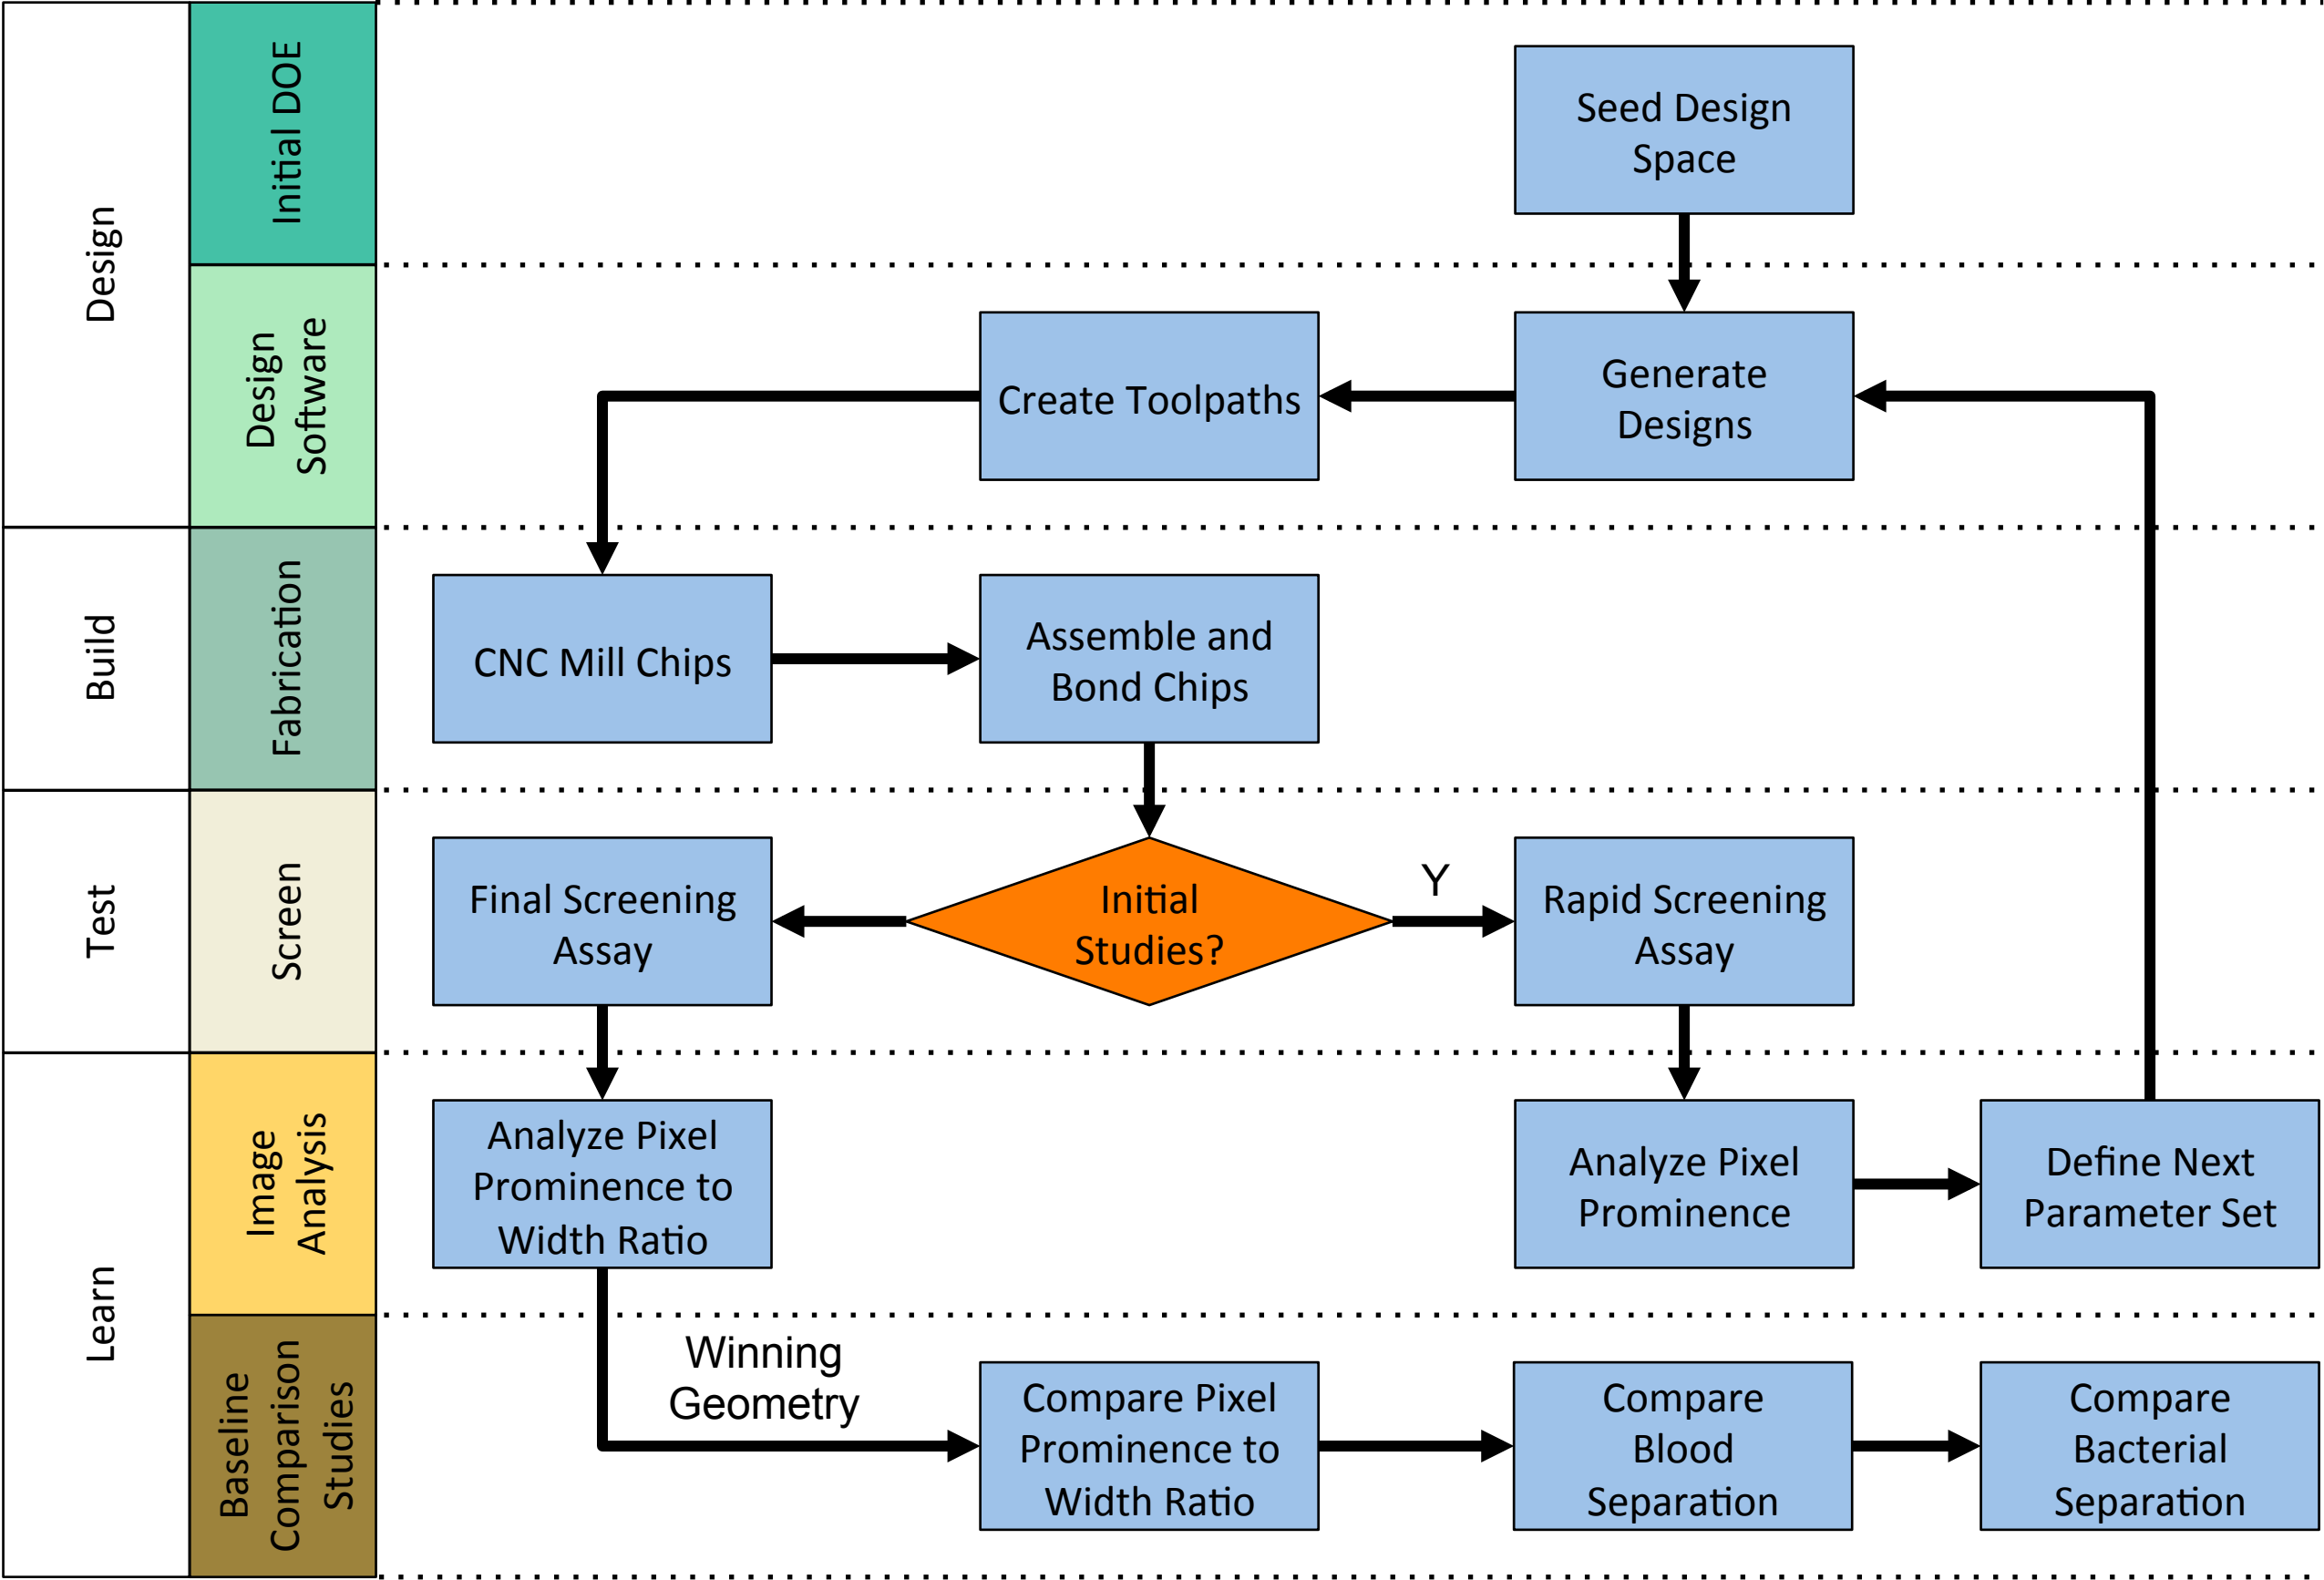 Design
Initial DOE
Seed Design
Space
Design
Software
Create Toolpaths
Generate
Designs
Build
Fabrication
CNC Mill Chips
Assemble and
Bond Chips
Test
Screen
Final Screening
Assay
Initial
Studies?
Y
Rapid Screening
Assay
Learn
Image
Analysis
Analyze Pixel
Prominence to
Width Ratio
Analyze Pixel
Prominence
Define Next
Parameter Set
Baseline
Comparison
Studies
Winning
Geometry
Compare Pixel
Prominence to
Width Ratio
Compare
Blood
Separation
Compare
Bacterial
Separation